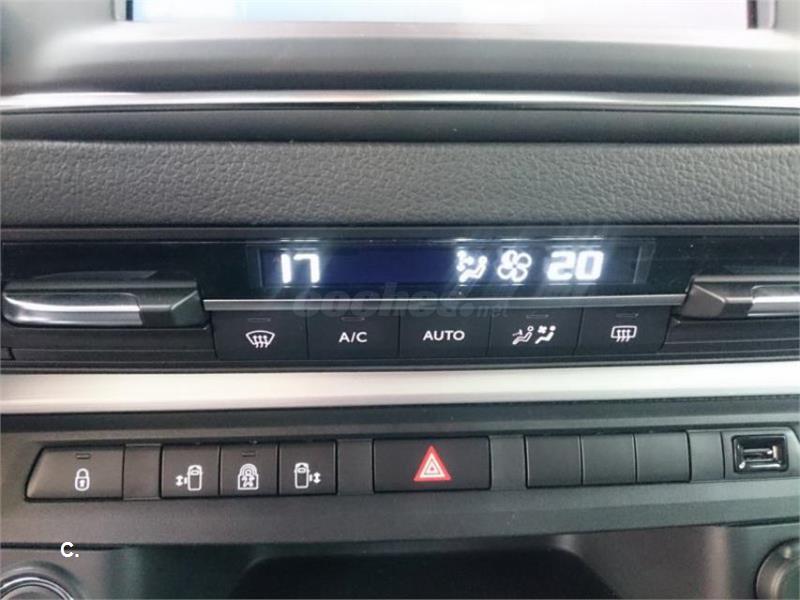 17 20
coches.net
A/C AUTO
C.